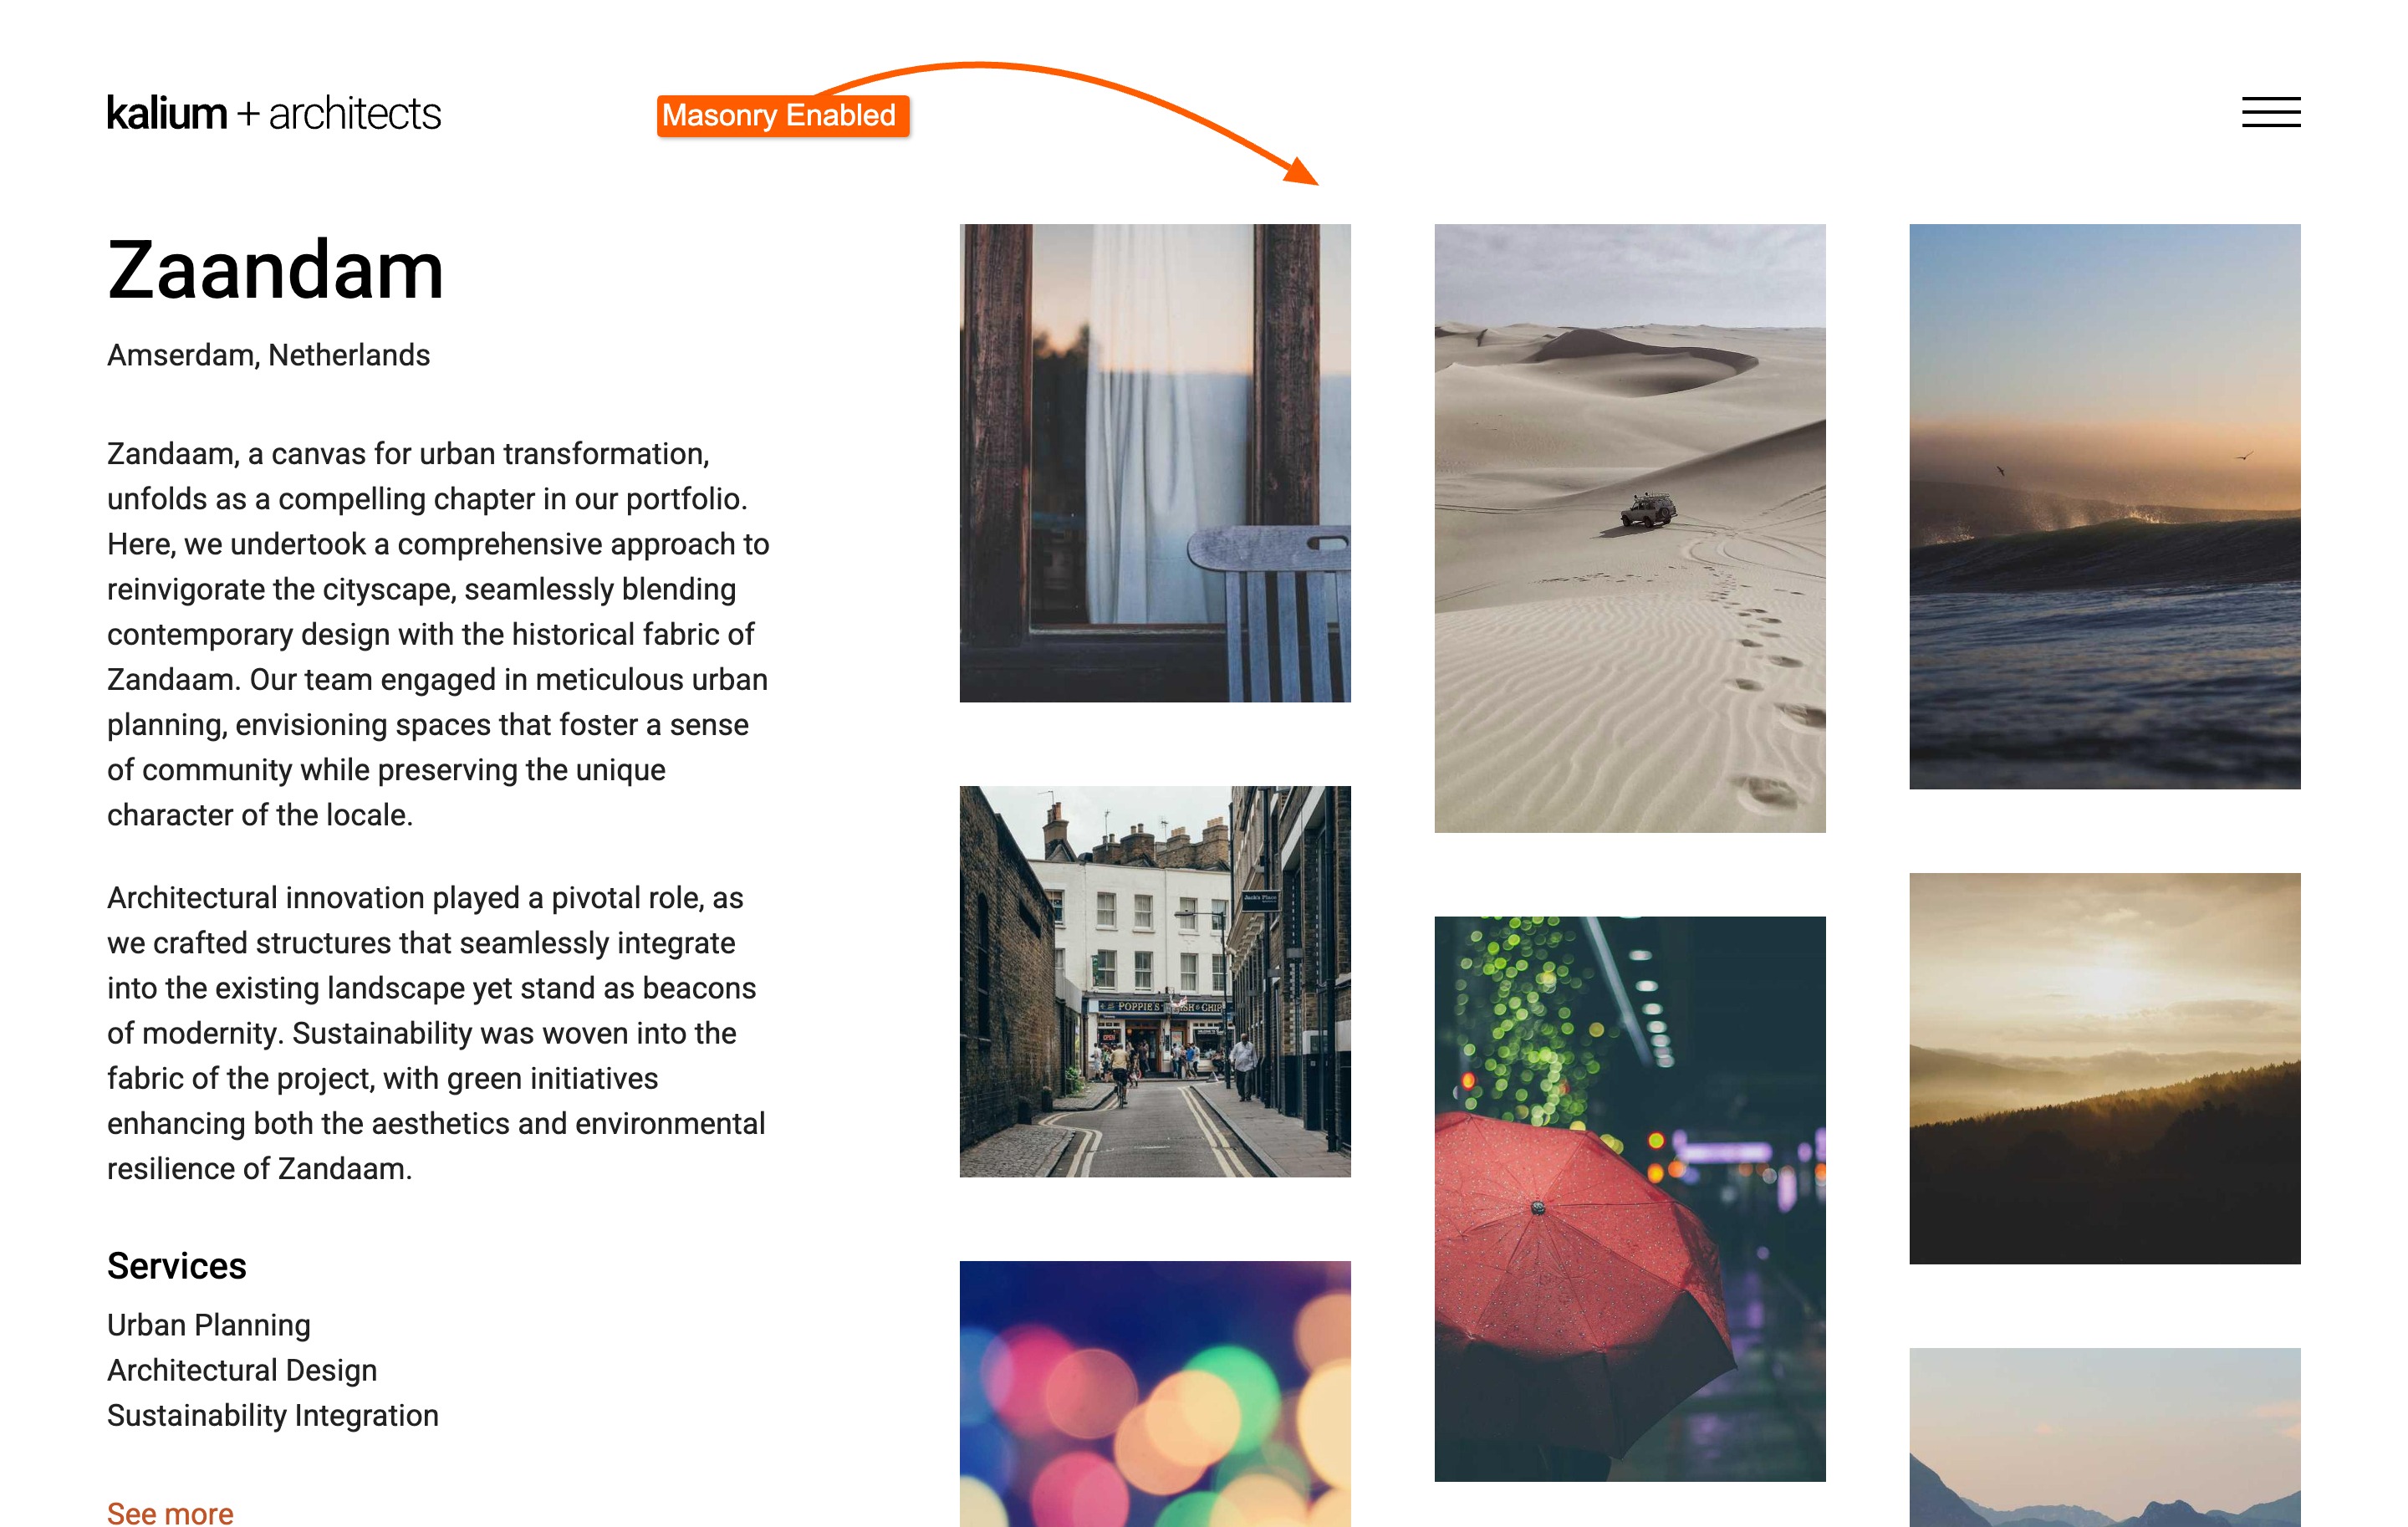 kalium + architects
Masonry Enabled
Zaandam
Amserdam, Netherlands
Zandaam, a canvas for urban transformation,
unfolds as a compelling chapter in our portfolio.
Here, we undertook a comprehensive approach to
reinvigorate the cityscape, seamlessly blending
contemporary design with the historical fabric of
Zandaam. Our team engaged in meticulous urban
planning, envisioning spaces that foster a sense
of community while preserving the unique
character of the locale.
Architectural innovation played a pivotal role, as
we crafted structures that seamlessly integrate
into the existing landscape yet stand as beacons
of modernity. Sustainability was woven into the
fabric of the project, with green initiatives
enhancing both the aesthetics and environmental
resilience of Zandaam.
Services
Urban Planning
Architectural Design
Sustainability Integration
See more
Jack's Place
POPPIE'S
OPEN